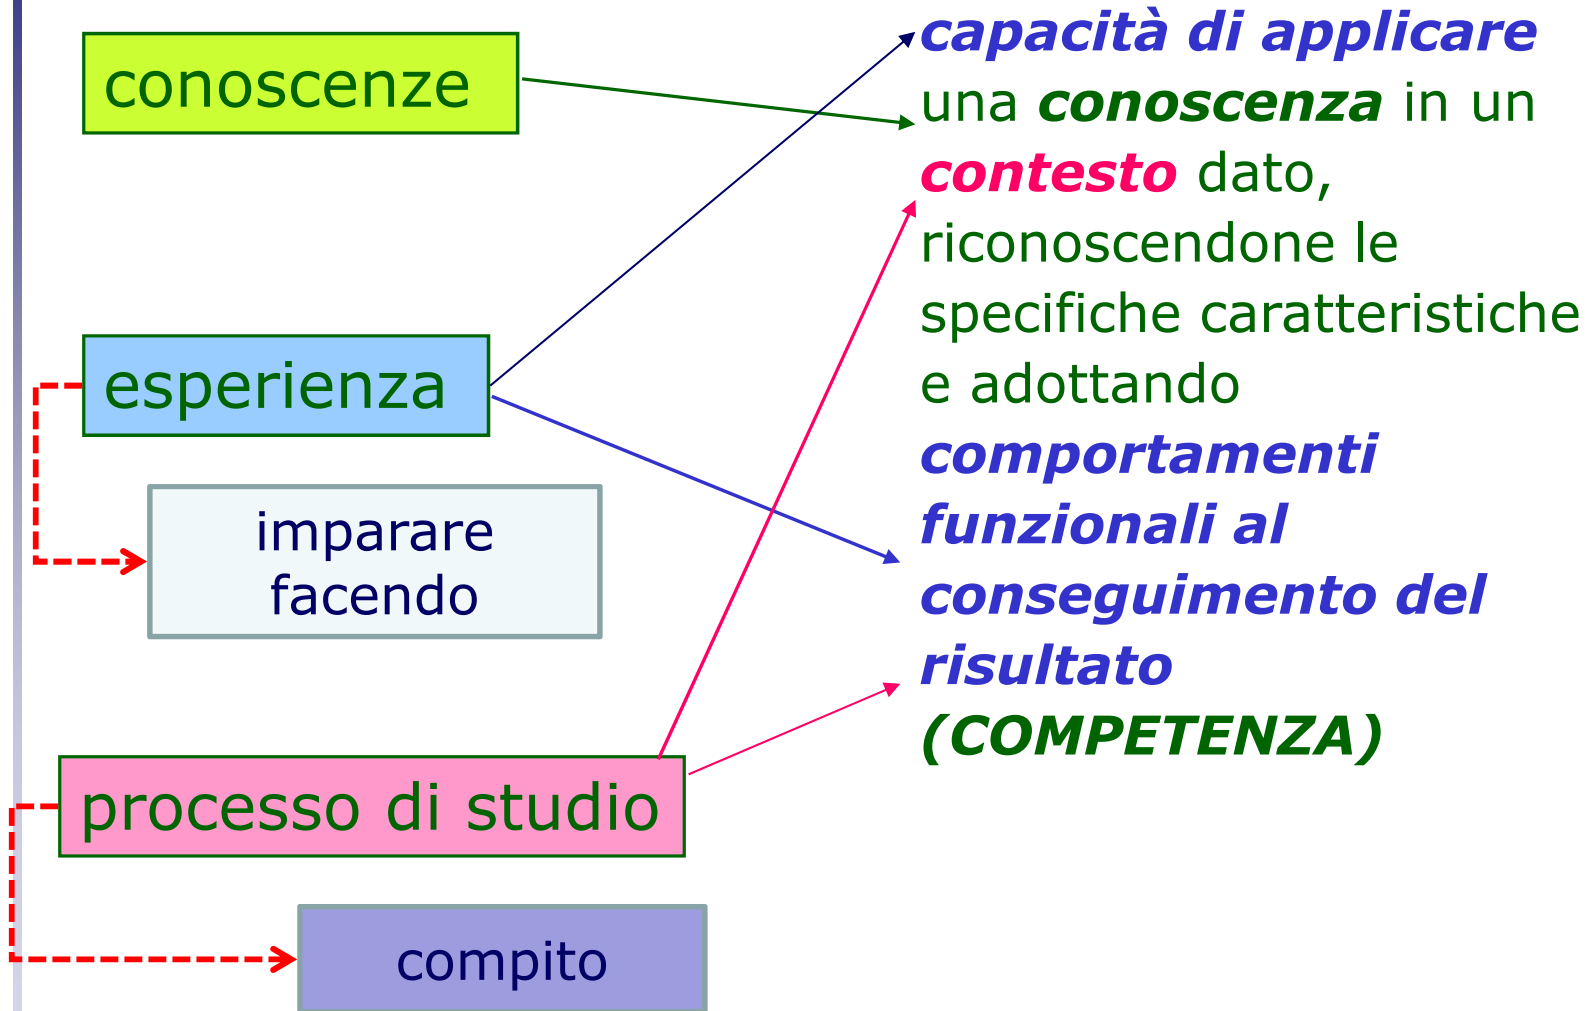 conoscenze
esperienza
imparare
facendo
processo di studio
compito
capacità di applicare
una conoscenza in un
contesto dato,
riconoscendone le
specifiche caratteristiche
e adottando
comportamenti
funzionali al
conseguimento del
risultato
(COMPETENZA)